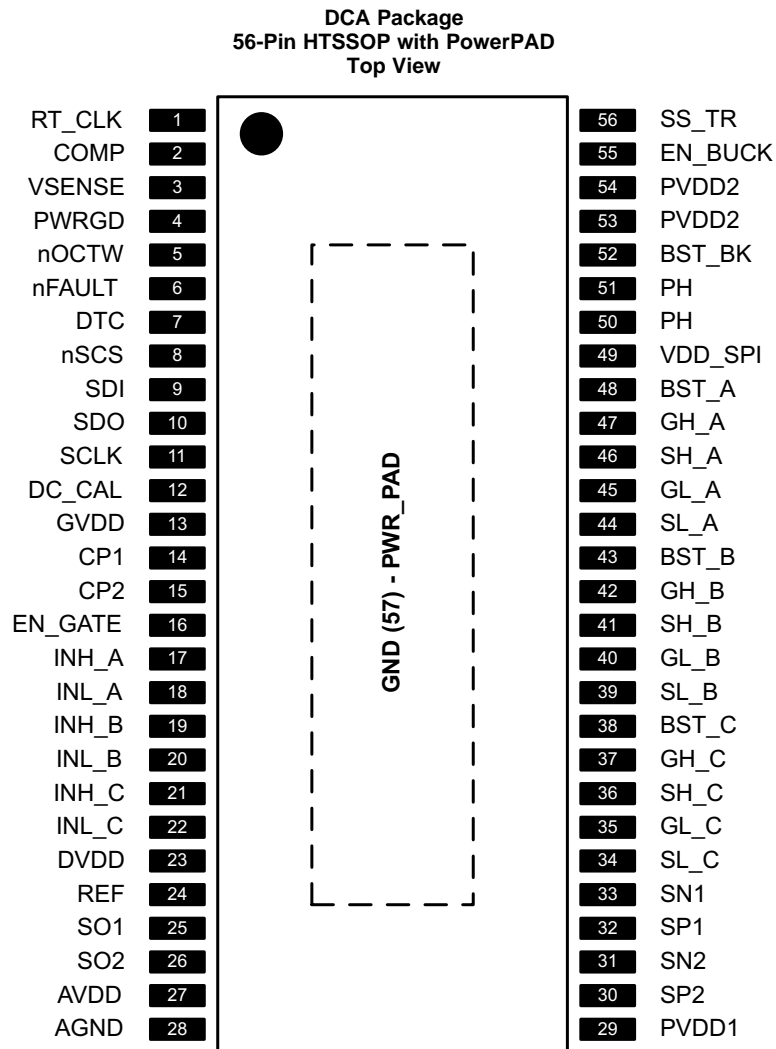 DCA Package
56-Pin HTSSOP with PowerPAD
Top View
RT_CLK 1 56 SS_TR
COMP 2 55 EN_BUCK
VSENSE 3 54 PVDD2
PWRGD 4 53 PVDD2
nOCTW 5 52 BST_BK
nFAULT 6 51 PH
DTC 7 50 PH
nSCS 8 49 VDD_SPI
SDI 9 48 BST_A
SDO 10 47 GH_A
SCLK 11 46 SH_A
DC_CAL 12 45 GL_A
GVDD 13 44 SL_A
CP1 14 43 BST_B
CP2 15 42 GH_B
EN_GATE 16 41 SH_B
INH_A 17 40 GL_B
INL_A 18 39 SL_B
INH_B 19 38 BST_C
INL_B 20 37 GH_C
INH_C 21 36 SH_C
INL_C 22 35 GL_C
DVDD 23 34 SL_C
REF 24 33 SN1
SO1 25 32 SP1
SO2 26 31 SN2
AVDD 27 30 SP2
AGND 28 29 PVDD1
GND (57) - PWR_PAD